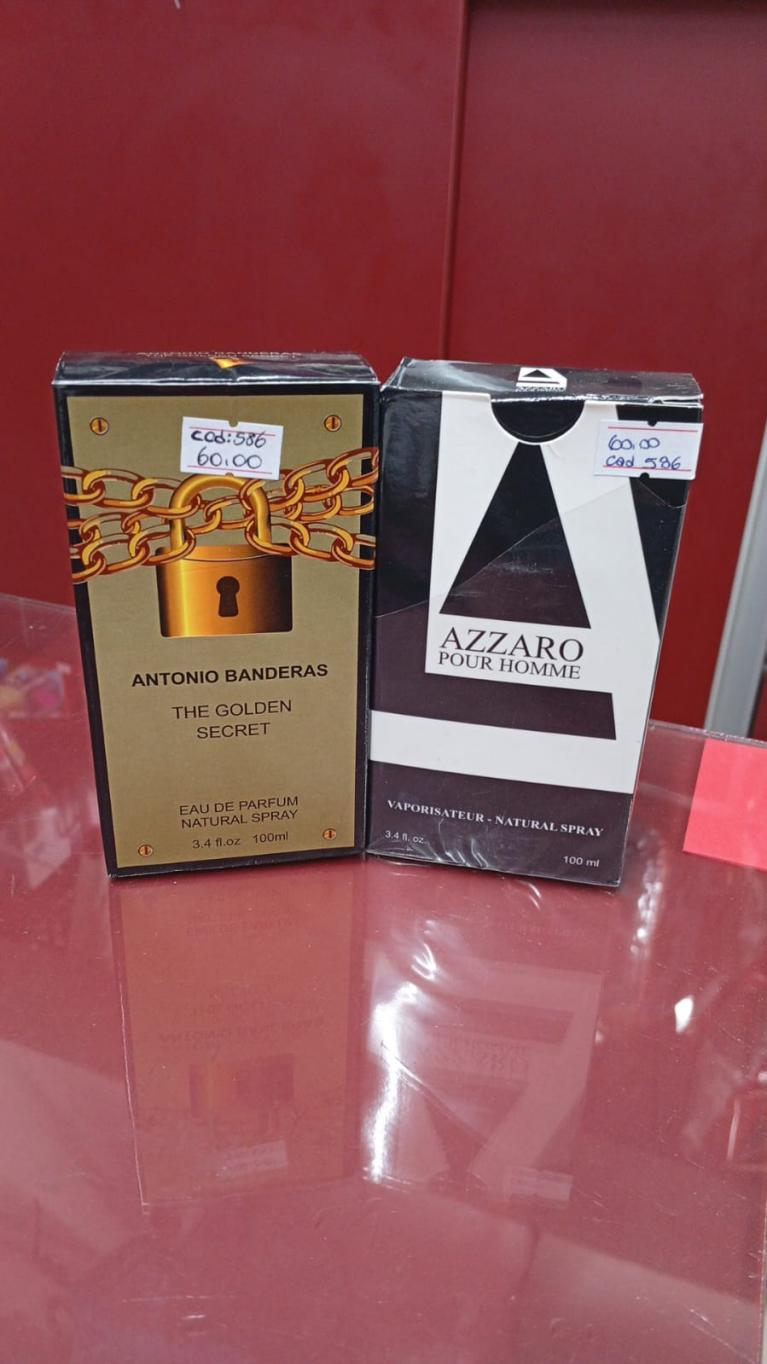 cod:586
60,00
ANTONIO BANDERAS
THE GOLDEN
SECRET
EAU DE PARFUM
NATURAL SPRAY
3.4 fl.oz 100ml
AZZARO
60,00
cod 586
AZZARO
POUR HOMME
VAPORISATEUR - NATURAL SPRAY
3.4 fl. oz.
100 ml